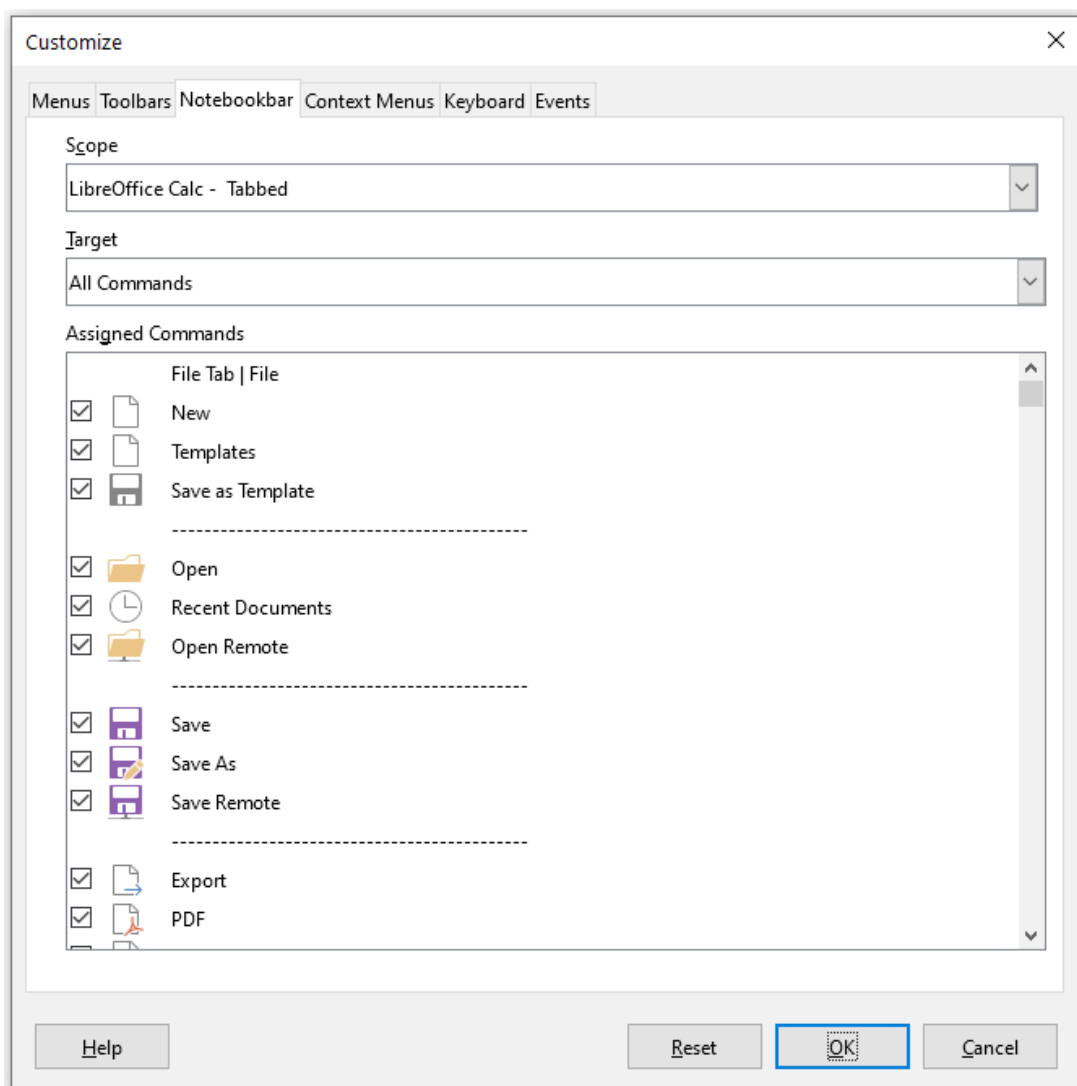 Customize
Menus Toolbars Notebookbar Context Menus Keyboard Events
Scope
LibreOffice Calc -  Tabbed
Target
All Commands
Assigned Commands
File Tab | File
New
Templates
Save as Template
--------------------------------------------
Open
Recent Documents
Open Remote
--------------------------------------------
Save
Save As
Save Remote
--------------------------------------------
Export
PDF
Help Reset OK Cancel